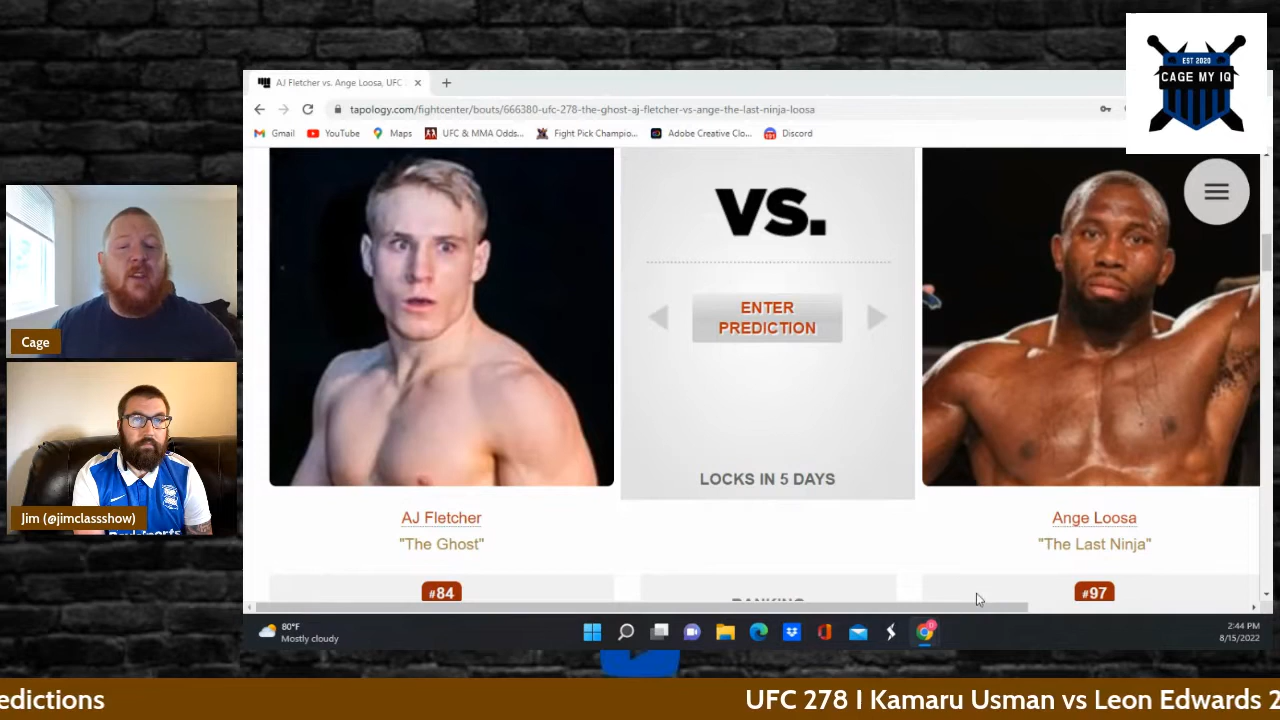 AJ Fletcher vs. Ange Loosa, UFC
EST 2020
CAGE MY IQ
tapology.com/fightcenter/bouts/666380-ufc-278-the-ghost-aj-fletcher-vs-ange-the-last-ninja-loosa
Gmail YouTube Maps UFC & MMA Odds... Fight Pick Champio... Adobe Creative Clo... Discord
VS.
ENTER
PREDICTION
LOCKS IN 5 DAYS
Cage
Jim (@jimclassshow)
AJ Fletcher
"The Ghost"
Ange Loosa
"The Last Ninja"
#84
#97
80°F
Mostly cloudy
2:44 PM
8/15/2022
edictions
UFC 278 I Kamaru Usman vs Leon Edwards 2